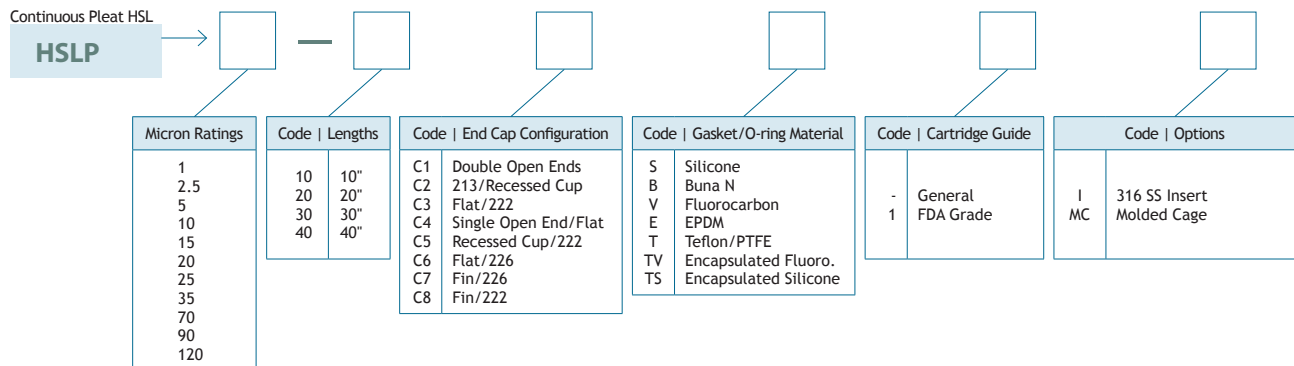 Continuous Pleat HSL
HSLP
—
Micron Ratings
1
2.5
5
10
15
20
25
35
70
90
120
Code | Lengths
10 10"
20 20"
30 30"
40 40"
Code | End Cap Configuration
C1 Double Open Ends
C2 213/Recessed Cup
C3 Flat/222
C4 Single Open End/Flat
C5 Recessed Cup/222
C6 Flat/226
C7 Fin/226
C8 Fin/222
Code | Gasket/O-ring Material
S Silicone
B Buna N
V Fluorocarbon
E EPDM
T Teflon/PTFE
TV Encapsulated Fluoro.
TS Encapsulated Silicone
Code | Cartridge Guide
- General
1 FDA Grade
Code | Options
I 316 SS Insert
MC Molded Cage